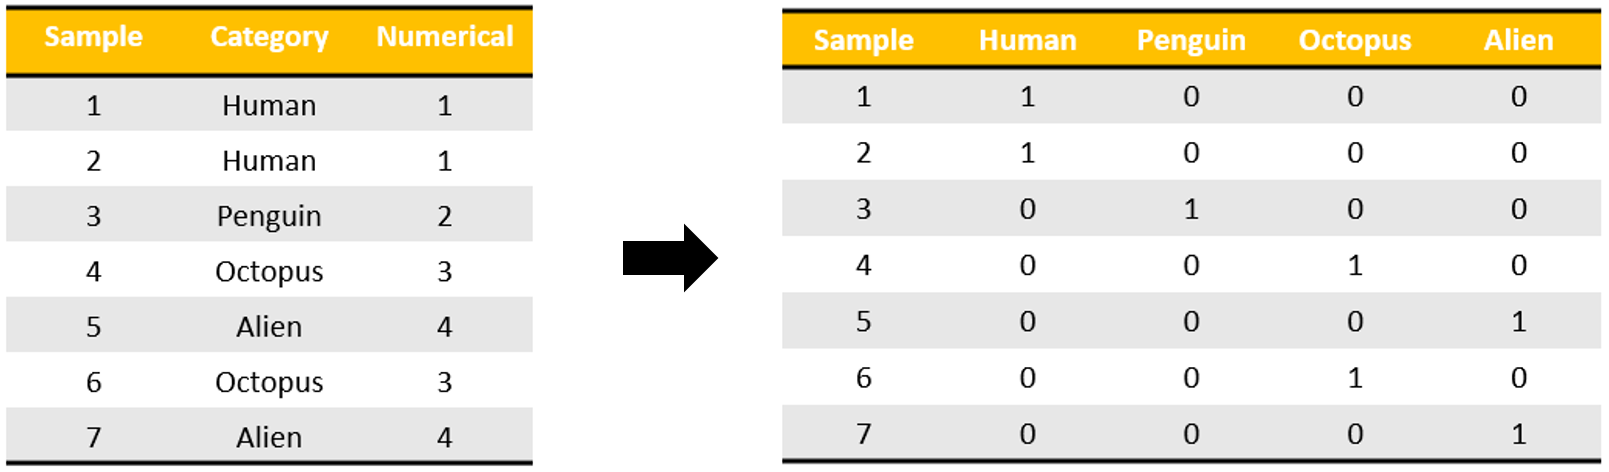 Sample Category Numerical
1 Human 1
2 Human 1
3 Penguin 2
4 Octopus 3
5 Alien 4
6 Octopus 3
7 Alien 4
Sample Human Penguin Octopus Alien
1 1 0 0 0
2 1 0 0 0
3 0 1 0 0
4 0 0 1 0
5 0 0 0 1
6 0 0 1 0
7 0 0 0 1